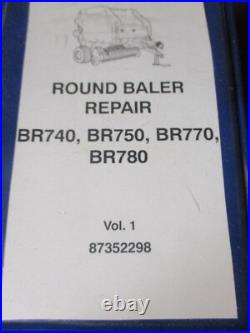 ROUND BALER
REPAIR
BR740, BR750, BR770,
BR780
Vol. 1
87352298